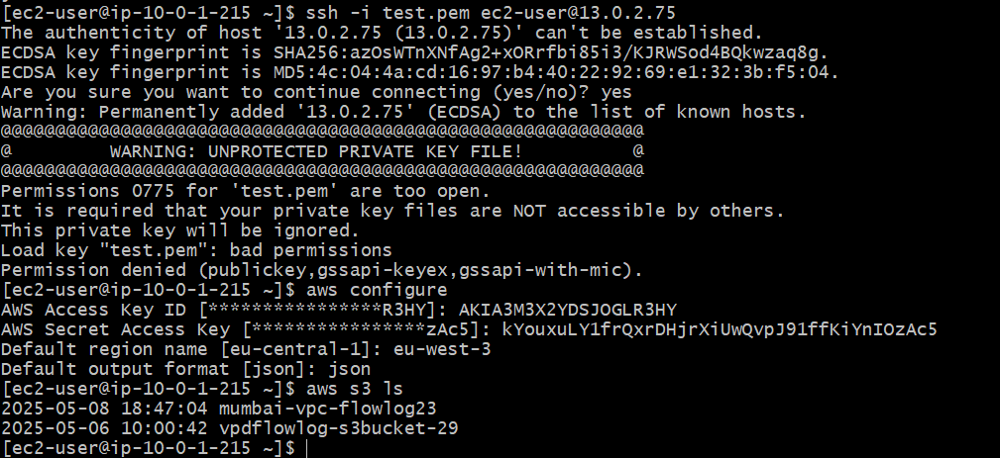 [ec2-user@ip-10-0-1-215 ~]$ ssh -i test.pem ec2-user@13.0.2.75
The authenticity of host '13.0.2.75 (13.0.2.75)' can't be established.
ECDSA key fingerprint is SHA256:azOsWTnXNfAg2+xORrfbi85i3/KJRWSod4BQkwzaq8g.
ECDSA key fingerprint is MD5:4c:04:4a:cd:16:97:b4:40:22:92:69:e1:32:3b:f5:04.
Are you sure you want to continue connecting (yes/no)? yes
Warning: Permanently added '13.0.2.75' (ECDSA) to the list of known hosts.
@@@@@@@@@@@@@@@@@@@@@@@@@@@@@@@@@@@@@@@@@@@@@@@@@@@@@@@@@@@
@         WARNING: UNPROTECTED PRIVATE KEY FILE!          @
@@@@@@@@@@@@@@@@@@@@@@@@@@@@@@@@@@@@@@@@@@@@@@@@@@@@@@@@@@@
Permissions 0775 for 'test.pem' are too open.
It is required that your private key files are NOT accessible by others.
This private key will be ignored.
Load key "test.pem": bad permissions
Permission denied (publickey,gssapi-keyex,gssapi-with-mic).
[ec2-user@ip-10-0-1-215 ~]$ aws configure
AWS Access Key ID [****************R3HY]: AKIA3M3X2YDSJOGLR3HY
AWS Secret Access Key [****************zAc5]: 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
Default region name [eu-central-1]: eu-west-3
Default output format [json]: json
[ec2-user@ip-10-0-1-215 ~]$ aws s3 ls
2025-05-08 18:47:04 mumbai-vpc-flowlog23
2025-05-06 10:00:42 vpdflowlog-s3bucket-29
[ec2-user@ip-10-0-1-215 ~]$